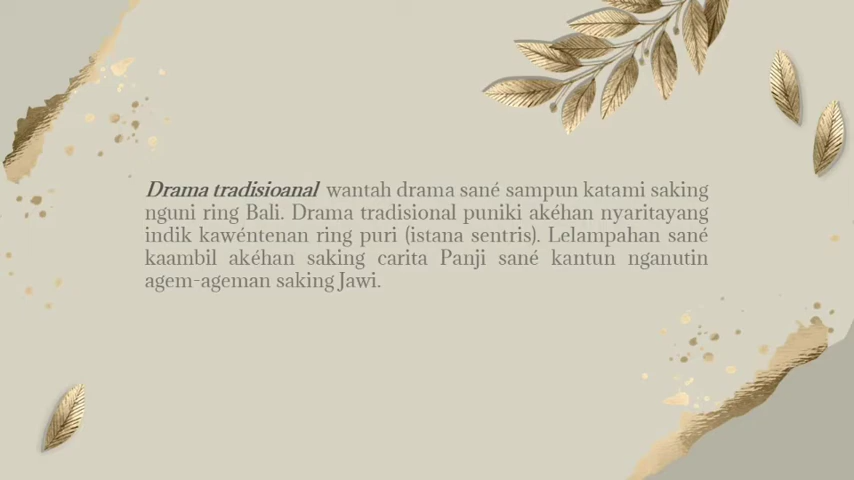 Drama tradisioanal wantah drama sané sampun katami saking
nguni ring Bali. Drama tradisional puniki akéhan nyaritayang
indik kawéntenan ring puri (istana sentris). Lelampahan sané
kaambil akéhan saking carita Panji sané kantun nganutin
agem-ageman saking Jawi.